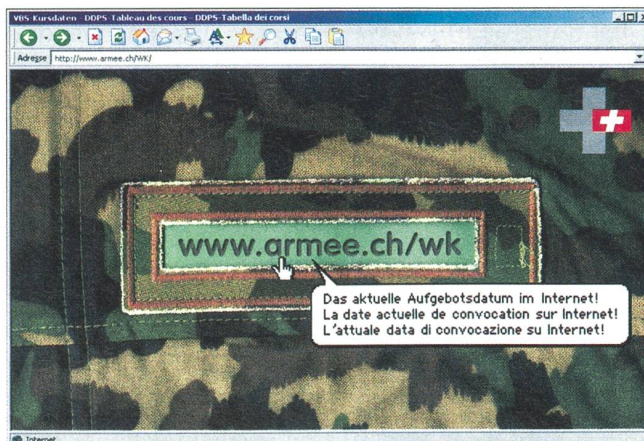 VBS-Kursdaten - DDPS-Tableau des cours - DDPS-Tabella dei corsi
Adresse http://www.armee.ch/WK/
www.armee.ch/wk
Das aktuelle Aufgebotsdatum im Internet!
La date actuelle de convocation sur Internet!
L'attuale data di convocazione su Internet!
Internet